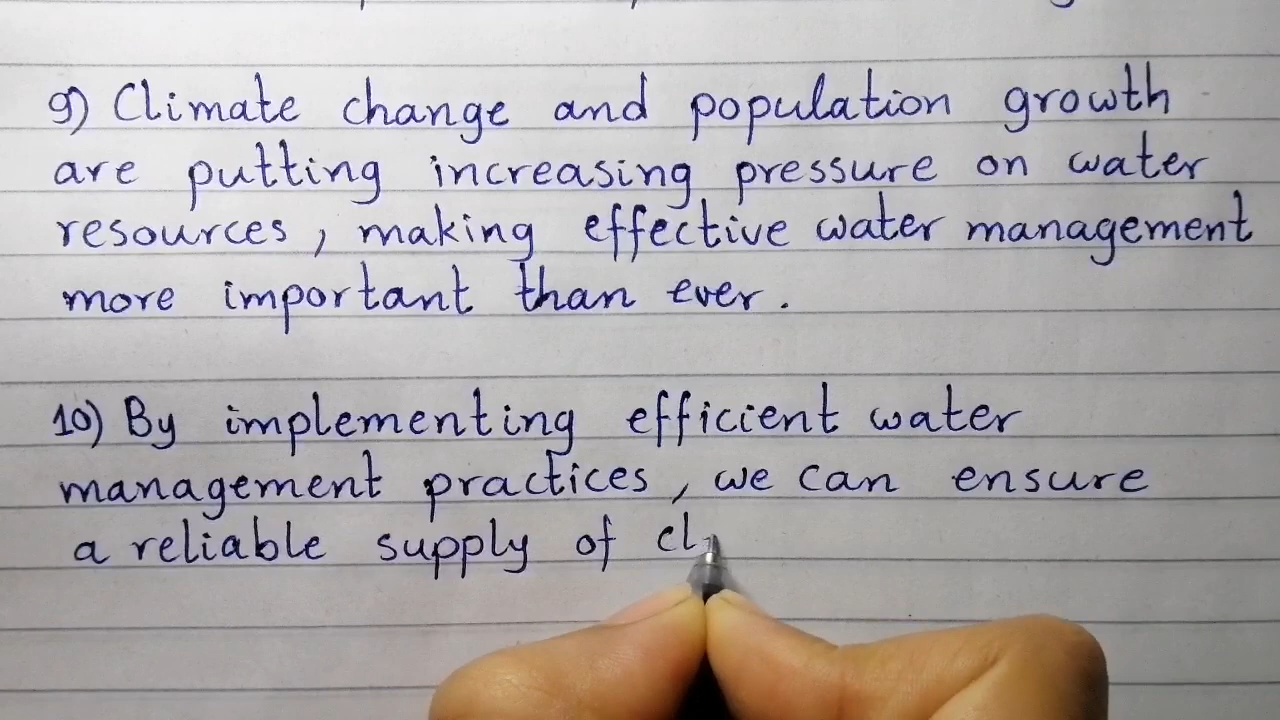 9) Climate change and population growth
are putting increasing pressure on water
resources, making effective water management
more important than ever.
10) By implementing efficient water
management practices, we can ensure
a reliable supply of cl